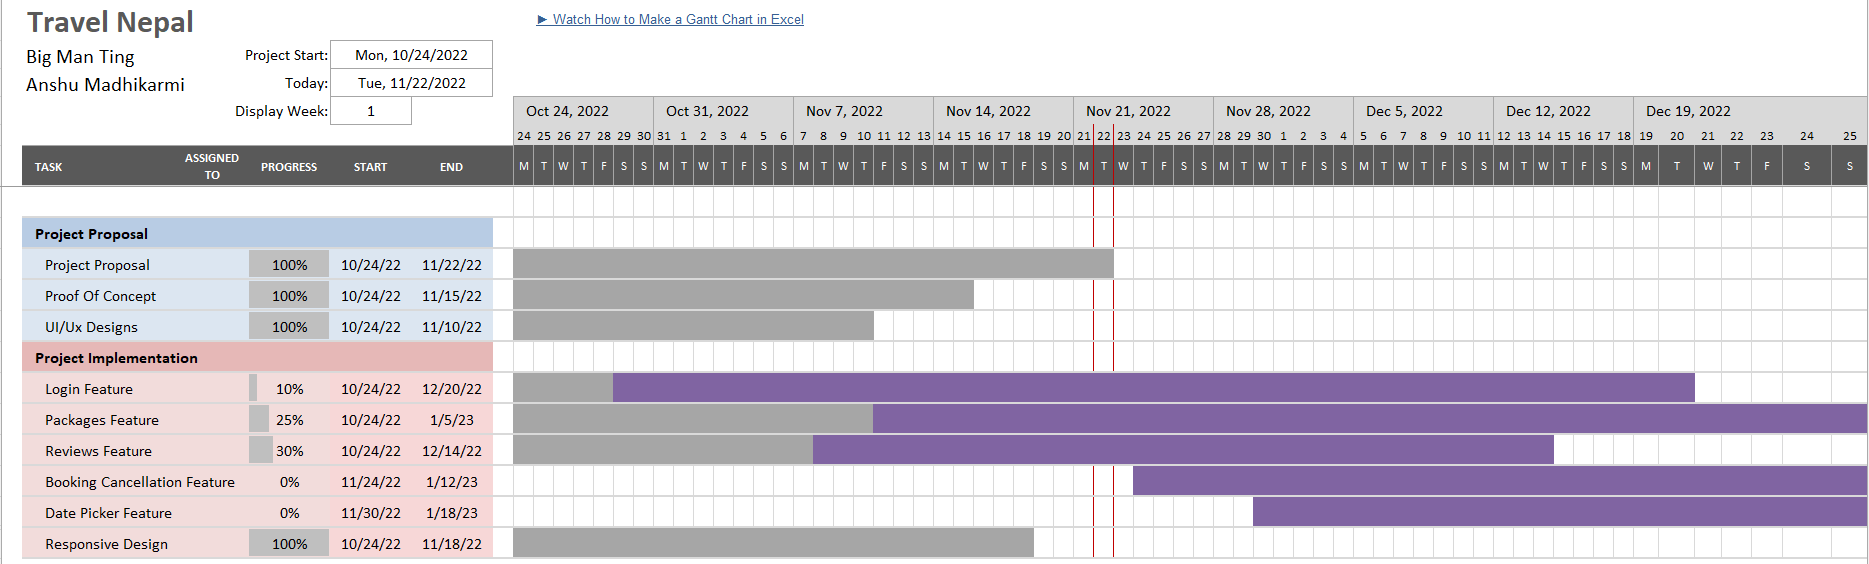 Travel Nepal
► Watch How to Make a Gantt Chart in Excel
Big Man Ting
Project Start: Mon, 10/24/2022
Anshu Madhikarmi
Today: Tue, 11/22/2022
Display Week: 1
Oct 24, 2022 Oct 31, 2022 Nov 7, 2022 Nov 14, 2022 Nov 21, 2022 Nov 28, 2022 Dec 5, 2022 Dec 12, 2022 Dec 19, 2022
24 25 26 27 28 29 30 31 1 2 3 4 5 6 7 8 9 10 11 12 13 14 15 16 17 18 19 20 21 22 23 24 25 26 27 28 29 30 1 2 3 4 5 6 7 8 9 10 11 12 13 14 15 16 17 18 19 20 21 22 23 24 25
TASK ASSIGNED TO PROGRESS START END M T W T F S S M T W T F S S M T W T F S S M T W T F S S M T W T F S S M T W T F S S M T W T F S S M T W T F S S M T W T F S S
Project Proposal
Project Proposal 100% 10/24/22 11/22/22
Proof Of Concept 100% 10/24/22 11/15/22
UI/Ux Designs 100% 10/24/22 11/10/22
Project Implementation
Login Feature 10% 10/24/22 12/20/22
Packages Feature 25% 10/24/22 1/5/23
Reviews Feature 30% 10/24/22 12/14/22
Booking Cancellation Feature 0% 11/24/22 1/12/23
Date Picker Feature 0% 11/30/22 1/18/23
Responsive Design 100% 10/24/22 11/18/22